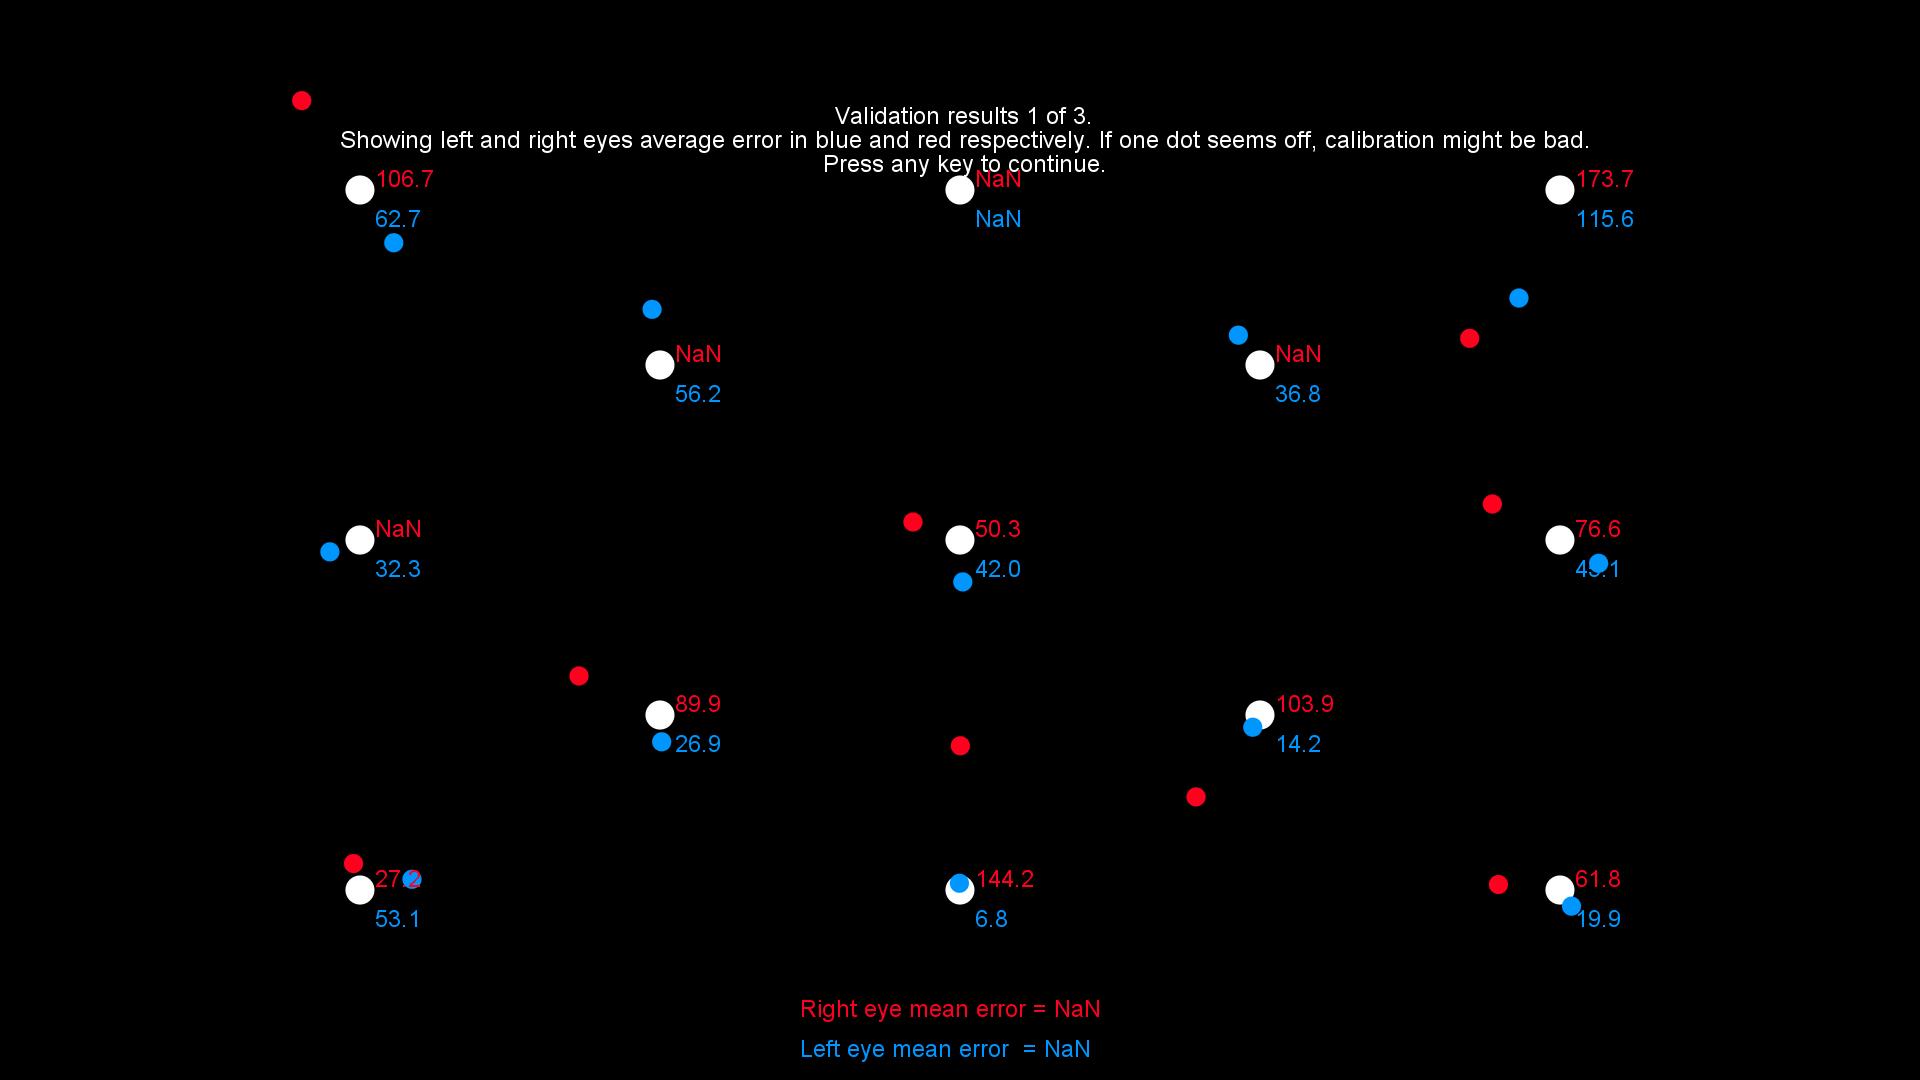 Validation results 1 of 3.
Showing left and right eyes average error in blue and red respectively. If one dot seems off, calibration might be bad.
Press any key to continue.
106.7
NaN
173.7
62.7
NaN
115.6
NaN
NaN
56.2
36.8
NaN
50.3
76.6
32.3
42.0
89.9
103.9
26.9
14.2
27.2
144.2
61.8
53.1
6.8
19.9
Right eye mean error = NaN
Left eye mean error = NaN